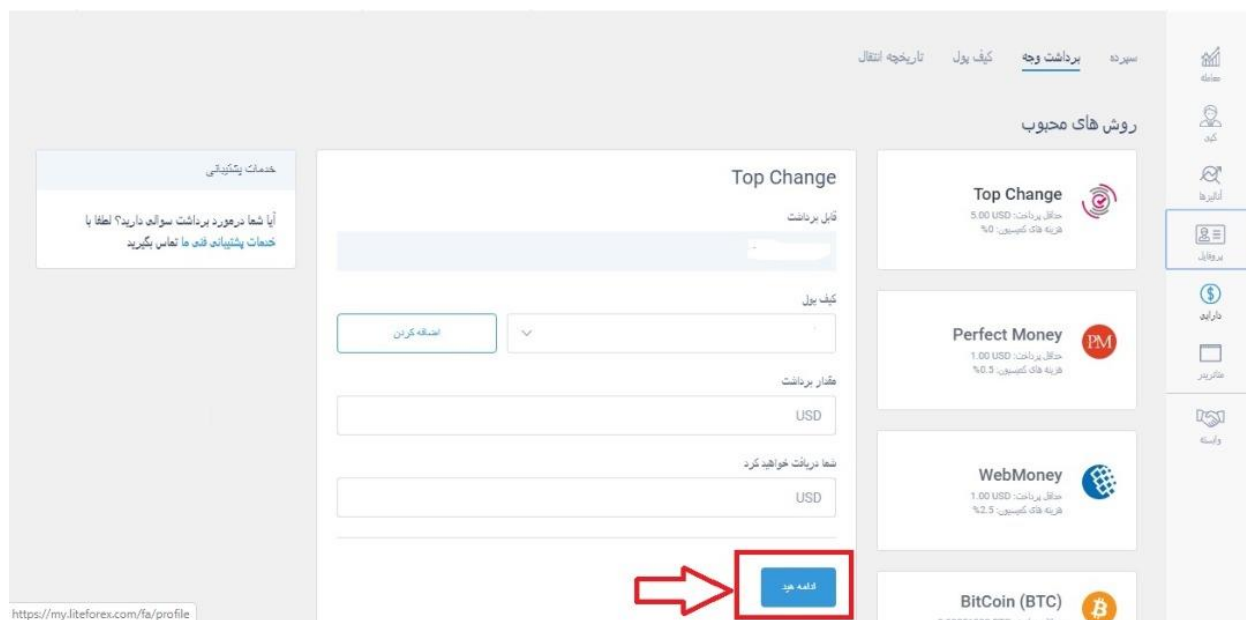 سپرده
برداشت وجه
کیف پول
تاریخچه انتقال
روش های محبوب
Top Change
حداقل پرداخت: 5.00 USD
هزینه های کمیسیون: 0%
Perfect Money
حداقل پرداخت: 1.00 USD
هزینه های کمیسیون: 0.5%
WebMoney
حداقل پرداخت: 1.00 USD
هزینه های کمیسیون: 2.5%
BitCoin (BTC)
Top Change
قابل برداشت
کیف پول
اضافه کردن
مقدار برداشت
USD
شما دریافت خواهید کرد
USD
ادامه هید
خدمات پشتیبانی
آیا شما درمورد برداشت سوالی دارید؟ لطفا با
خدمات پشتیبانی فنی ما تماس بگیرید
معامله
کپی
آنالیزها
پروفایل
دارایی
متاتریدر
وابسته
PM
https://my.liteforex.com/fa/profile